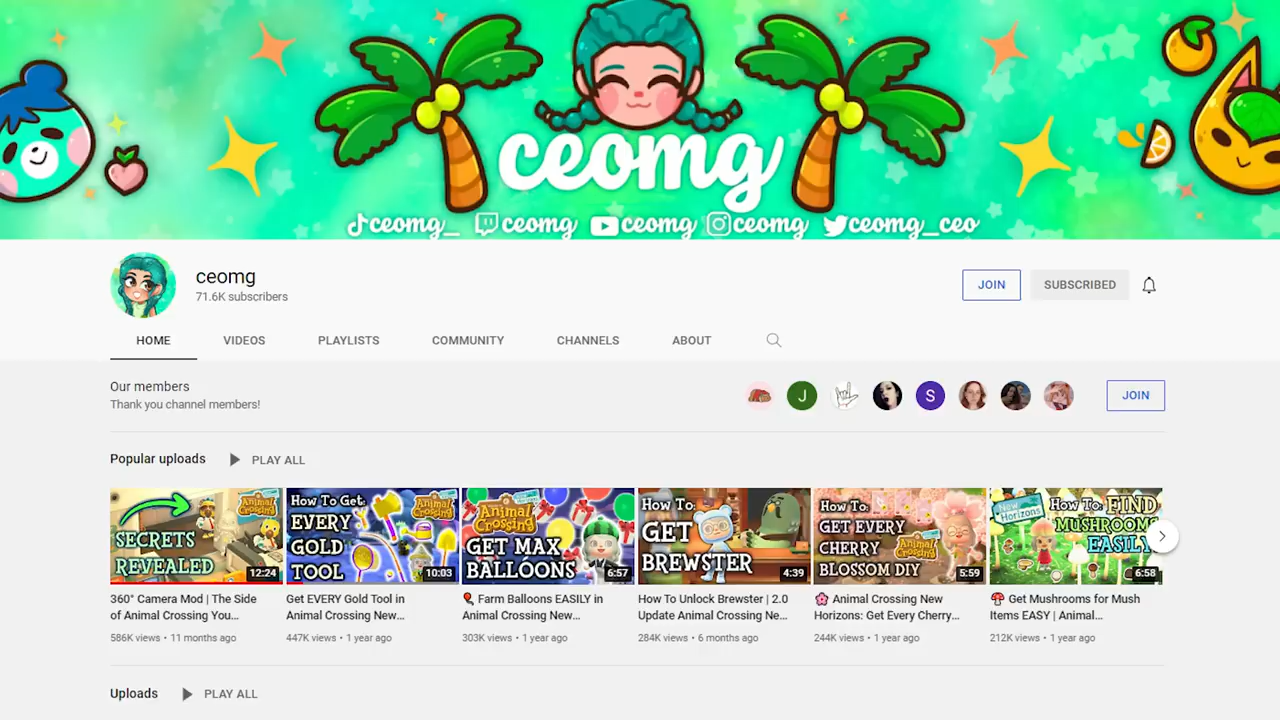 ceomg
ceomg_ ceomg ceomg ceomg ceomg_ceo
ceomg
71.6K subscribers
JOIN SUBSCRIBED
HOME VIDEOS PLAYLISTS COMMUNITY CHANNELS ABOUT
Our members
Thank you channel members!
J S JOIN
Popular uploads PLAY ALL
SECRETS
REVEALED
Animal
Crossing
12:24
How To Get:
EVERY
GOLD
TOOL
Animal
Crossing
10:03
Animal
Crossing
GET MAX
BALLOONS
6:57
How To:
GET
BREWSTER
4:39
How To:
GET EVERY
CHERRY
BLOSSOM DIY
Animal
Crossing
5:59
New
Horizons
How To: FIND
MUSHROOMS
EASILY
6:58
360° Camera Mod | The Side
of Animal Crossing You...
586K views • 11 months ago
Get EVERY Gold Tool in
Animal Crossing New...
447K views • 1 year ago
🎈 Farm Balloons EASILY in
Animal Crossing New...
303K views • 1 year ago
How To Unlock Brewster | 2.0
Update Animal Crossing Ne...
284K views • 6 months ago
🌸 Animal Crossing New
Horizons: Get Every Cherry...
244K views • 1 year ago
🍄 Get Mushrooms for Mush
Items EASY | Animal...
212K views • 1 year ago
Uploads PLAY ALL